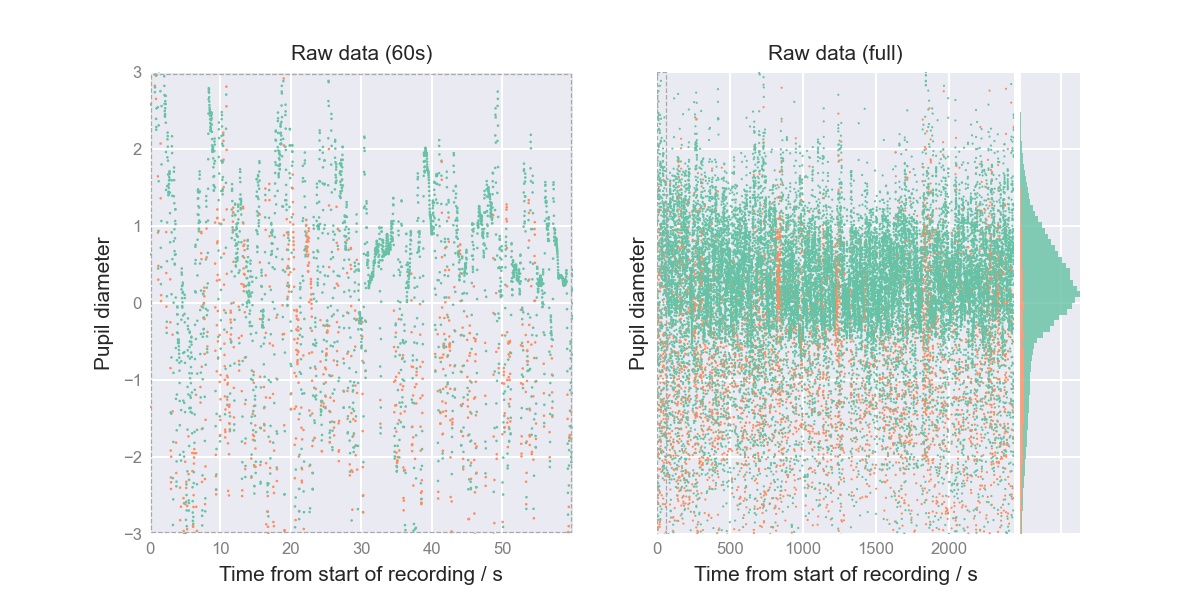 Raw data (60s)
Pupil diameter
3
2
1
0
−1
−2
−3
0 10 20 30 40 50
Time from start of recording / s
Raw data (full)
Pupil diameter
0 500 1000 1500 2000
Time from start of recording / s